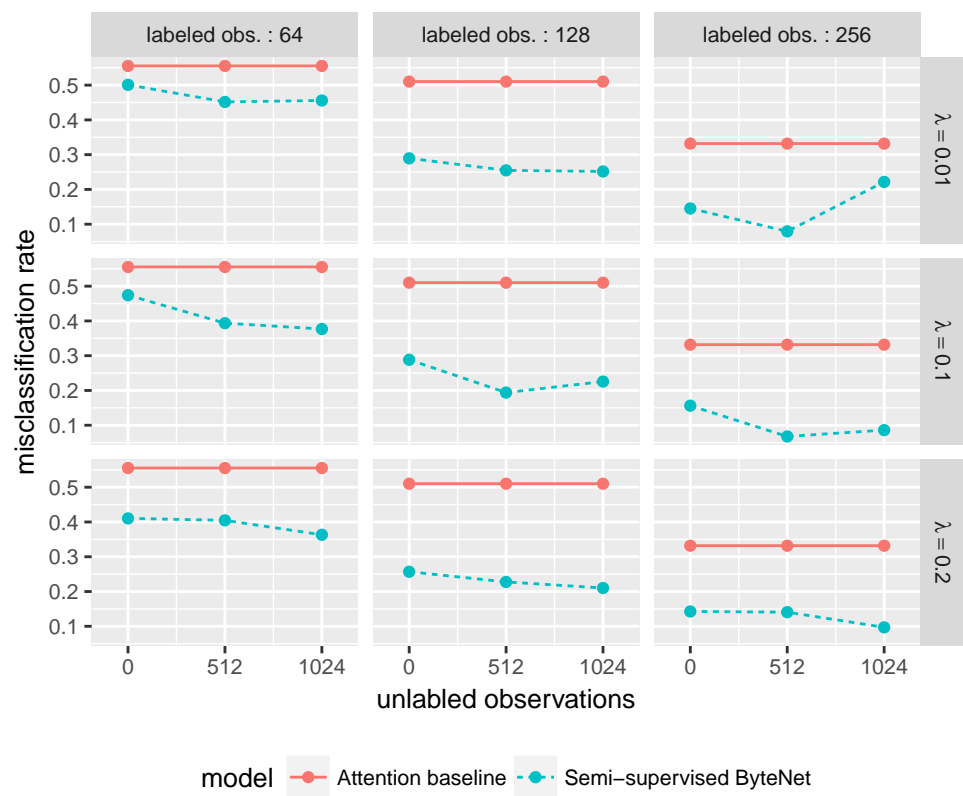 labeled obs. : 64
labeled obs. : 128
labeled obs. : 256
misclassification rate
0.5
0.4
0.3
0.2
0.1
λ = 0.01
0.5
0.4
0.3
0.2
0.1
λ = 0.1
0.5
0.4
0.3
0.2
0.1
λ = 0.2
0 512 1024
0 512 1024
0 512 1024
unlabled observations
model Attention baseline Semi−supervised ByteNet